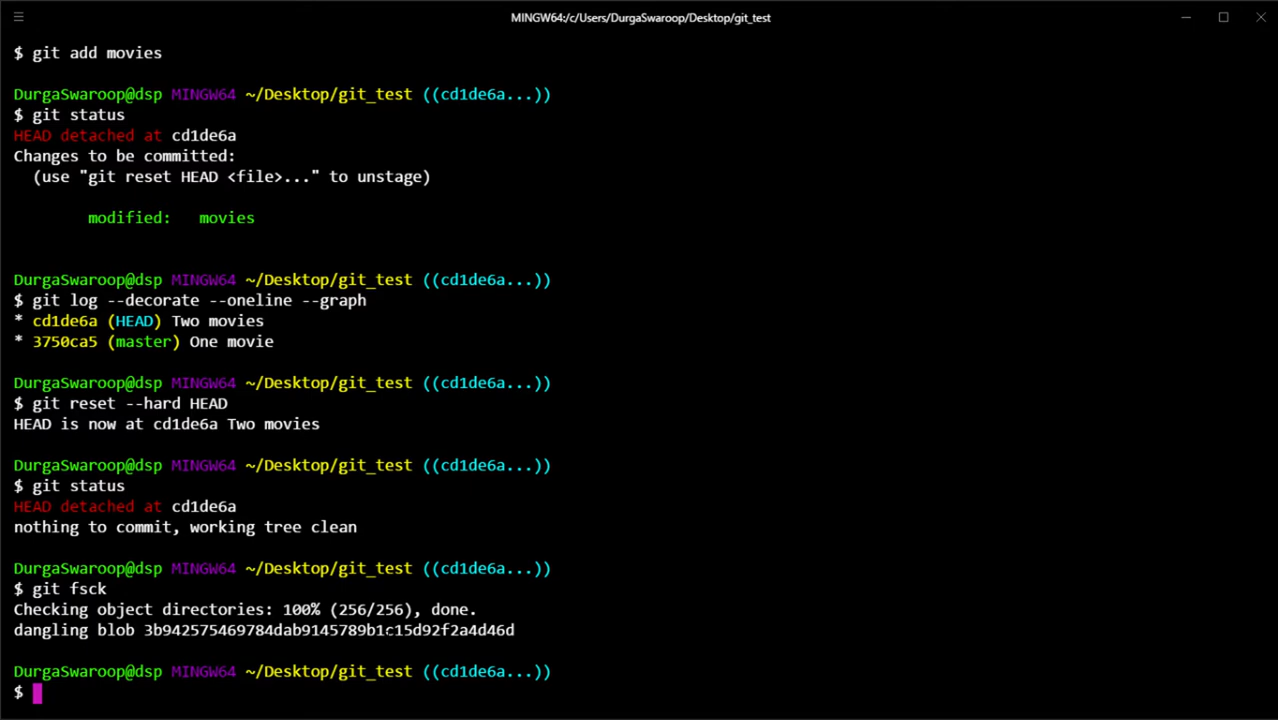 MINGW64:/c/Users/DurgaSwaroop/Desktop/git_test
$ git add movies
DurgaSwaroop@dsp MINGW64 ~/Desktop/git_test ((cd1de6a...))
$ git status
HEAD detached at cd1de6a
Changes to be committed:
  (use "git reset HEAD <file>..." to unstage)
        modified:   movies
DurgaSwaroop@dsp MINGW64 ~/Desktop/git_test ((cd1de6a...))
$ git log --decorate --oneline --graph
* cd1de6a (HEAD) Two movies
* 3750ca5 (master) One movie
DurgaSwaroop@dsp MINGW64 ~/Desktop/git_test ((cd1de6a...))
$ git reset --hard HEAD
HEAD is now at cd1de6a Two movies
DurgaSwaroop@dsp MINGW64 ~/Desktop/git_test ((cd1de6a...))
$ git status
HEAD detached at cd1de6a
nothing to commit, working tree clean
DurgaSwaroop@dsp MINGW64 ~/Desktop/git_test ((cd1de6a...))
$ git fsck
Checking object directories: 100% (256/256), done.
dangling blob 3b942575469784dab9145789b1c15d92f2a4d46d
DurgaSwaroop@dsp MINGW64 ~/Desktop/git_test ((cd1de6a...))
$